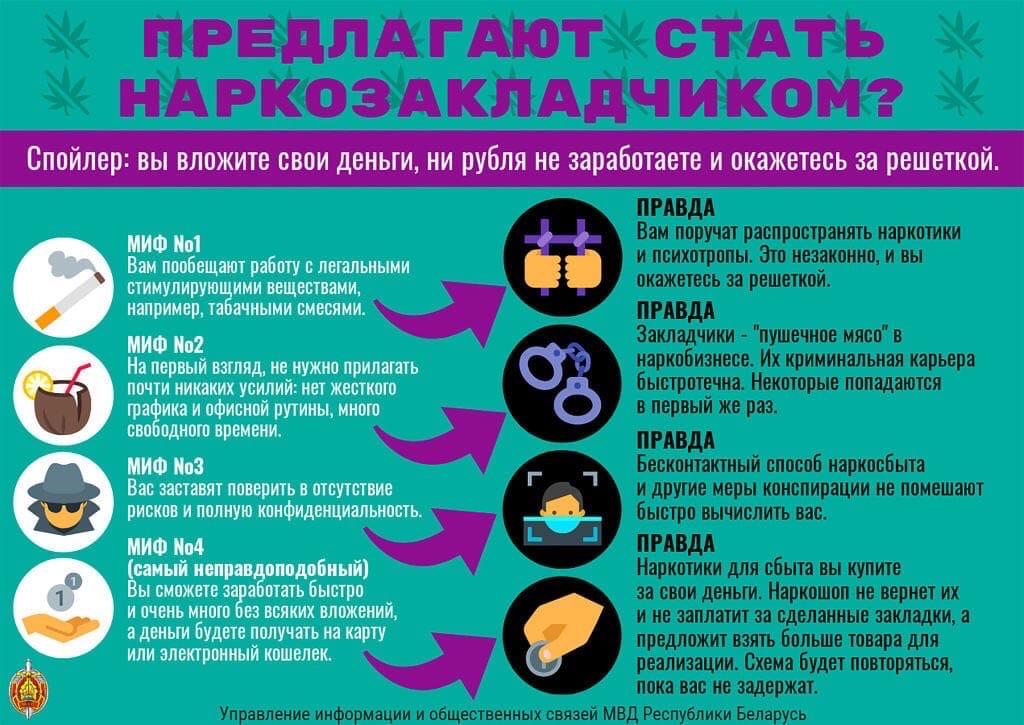 ПРЕДЛАГАЮТ СТАТЬ
НАРКОЗАКЛАДЧИКОМ?
Спойлер: вы вложите свои деньги, ни рубля не заработаете и окажетесь за решеткой.
МИФ №1
Вам пообещают работу с легальными
стимулирующими веществами,
например, табачными смесями.
ПРАВДА
Вам поручат распространять наркотики
и психотропы. Это незаконно, и вы
окажетесь за решеткой.
МИФ №2
На первый взгляд, не нужно прилагать
почти никаких усилий: нет жесткого
графика и офисной рутины, много
свободного времени.
ПРАВДА
Закладчики - "пушечное мясо" в
наркобизнесе. Их криминальная карьера
быстротечна. Некоторые попадаются
в первый же раз.
МИФ №3
Вас заставят поверить в отсутствие
рисков и полную конфиденциальность.
ПРАВДА
Бесконтактный способ наркосбыта
и другие меры конспирации не помешают
быстро вычислить вас.
МИФ №4
(самый неправдоподобный)
Вы сможете заработать быстро
и очень много без всяких вложений,
а деньги будете получать на карту
или электронный кошелек.
1
1
ПРАВДА
Наркотики для сбыта вы купите
за свои деньги. Наркошоп не вернет их
и не заплатит за сделанные закладки, а
предложит взять больше товара для
реализации. Схема будет повторяться,
пока вас не задержат.
Управление информации и общественных связей МВД Республики Беларусь